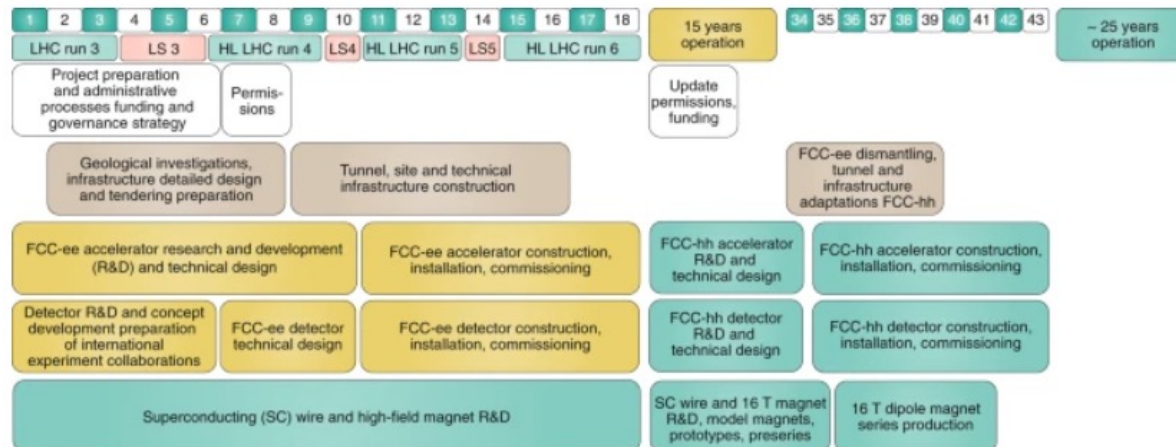 1 2 3 4 5 6 7 8 9 10 11 12 13 14 15 16 17 18
15 years
operation
34 35 36 37 38 39 40 41 42 43
~ 25 years
operation
LHC run 3
LS 3
HL LHC run 4
LS4
HL LHC run 5
LS5
HL LHC run 6
Project preparation
and administrative
processes funding and
governance strategy
Permis-
sions
Update
permissions,
funding
Geological investigations,
infrastructure detailed design
and tendering preparation
Tunnel, site and technical
infrastructure construction
FCC-ee dismantling,
tunnel and
infrastructure
adaptations FCC-hh
FCC-ee accelerator research and development
(R&D) and technical design
FCC-ee accelerator construction,
installation, commissioning
FCC-hh accelerator
R&D and
technical design
FCC-hh accelerator construction,
installation, commissioning
Detector R&D and concept
development preparation
of international
experiment collaborations
FCC-ee detector
technical design
FCC-ee detector construction,
installation, commissioning
FCC-hh detector
R&D and
technical design
FCC-hh detector construction,
installation, commissioning
Superconducting (SC) wire and high-field magnet R&D
SC wire and 16 T magnet
R&D, model magnets,
prototypes, preseries
16 T dipole magnet
series production